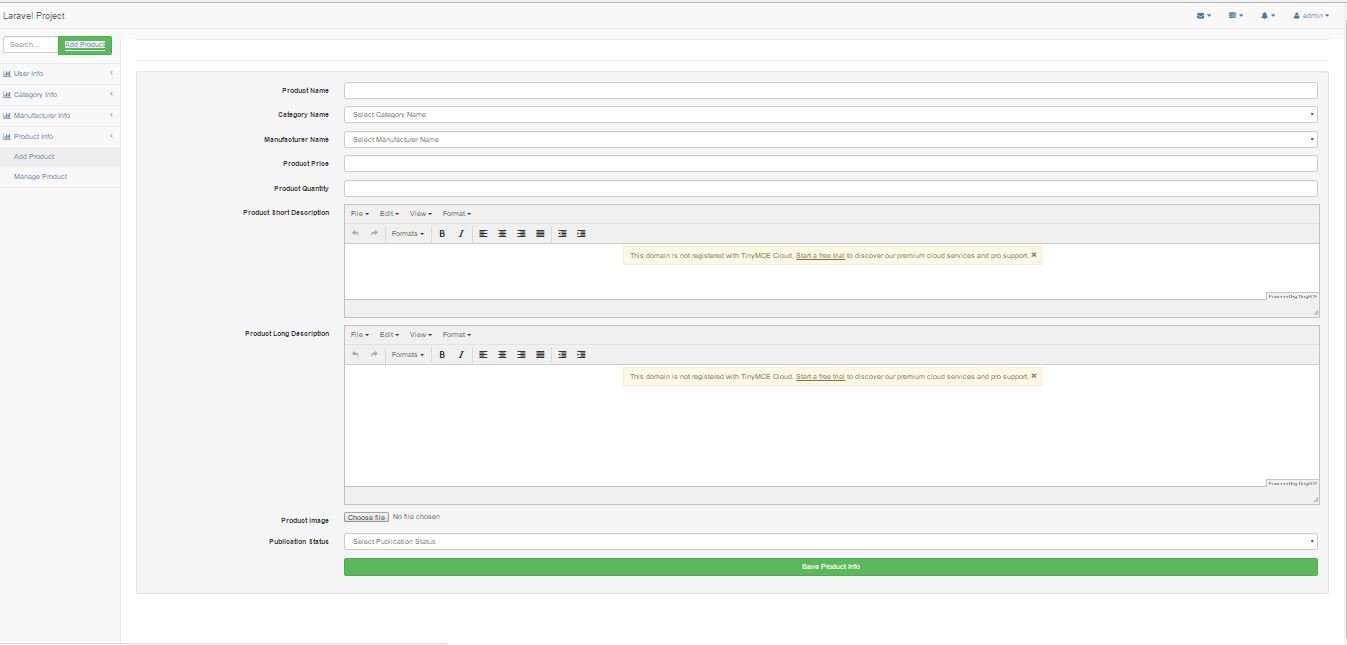 Laravel Project
admin
Search...
Add Product
User Info
Category Info
Manufacturer Info
Product Info
Add Product
Manage Product
Product Name
Category Name
Select Category Name
Manufacturer Name
Select Manufacturer Name
Product Price
Product Quantity
Product Short Description
File Edit View Format
Formats B I
This domain is not registered with TinyMCE Cloud. Start a free trial to discover our premium cloud services and pro support.
Powered by TinyMCE
Product Long Description
File Edit View Format
Formats B I
This domain is not registered with TinyMCE Cloud. Start a free trial to discover our premium cloud services and pro support.
Powered by TinyMCE
Product Image
Choose file No file chosen
Publication Status
Select Publication Status
Save Product Info